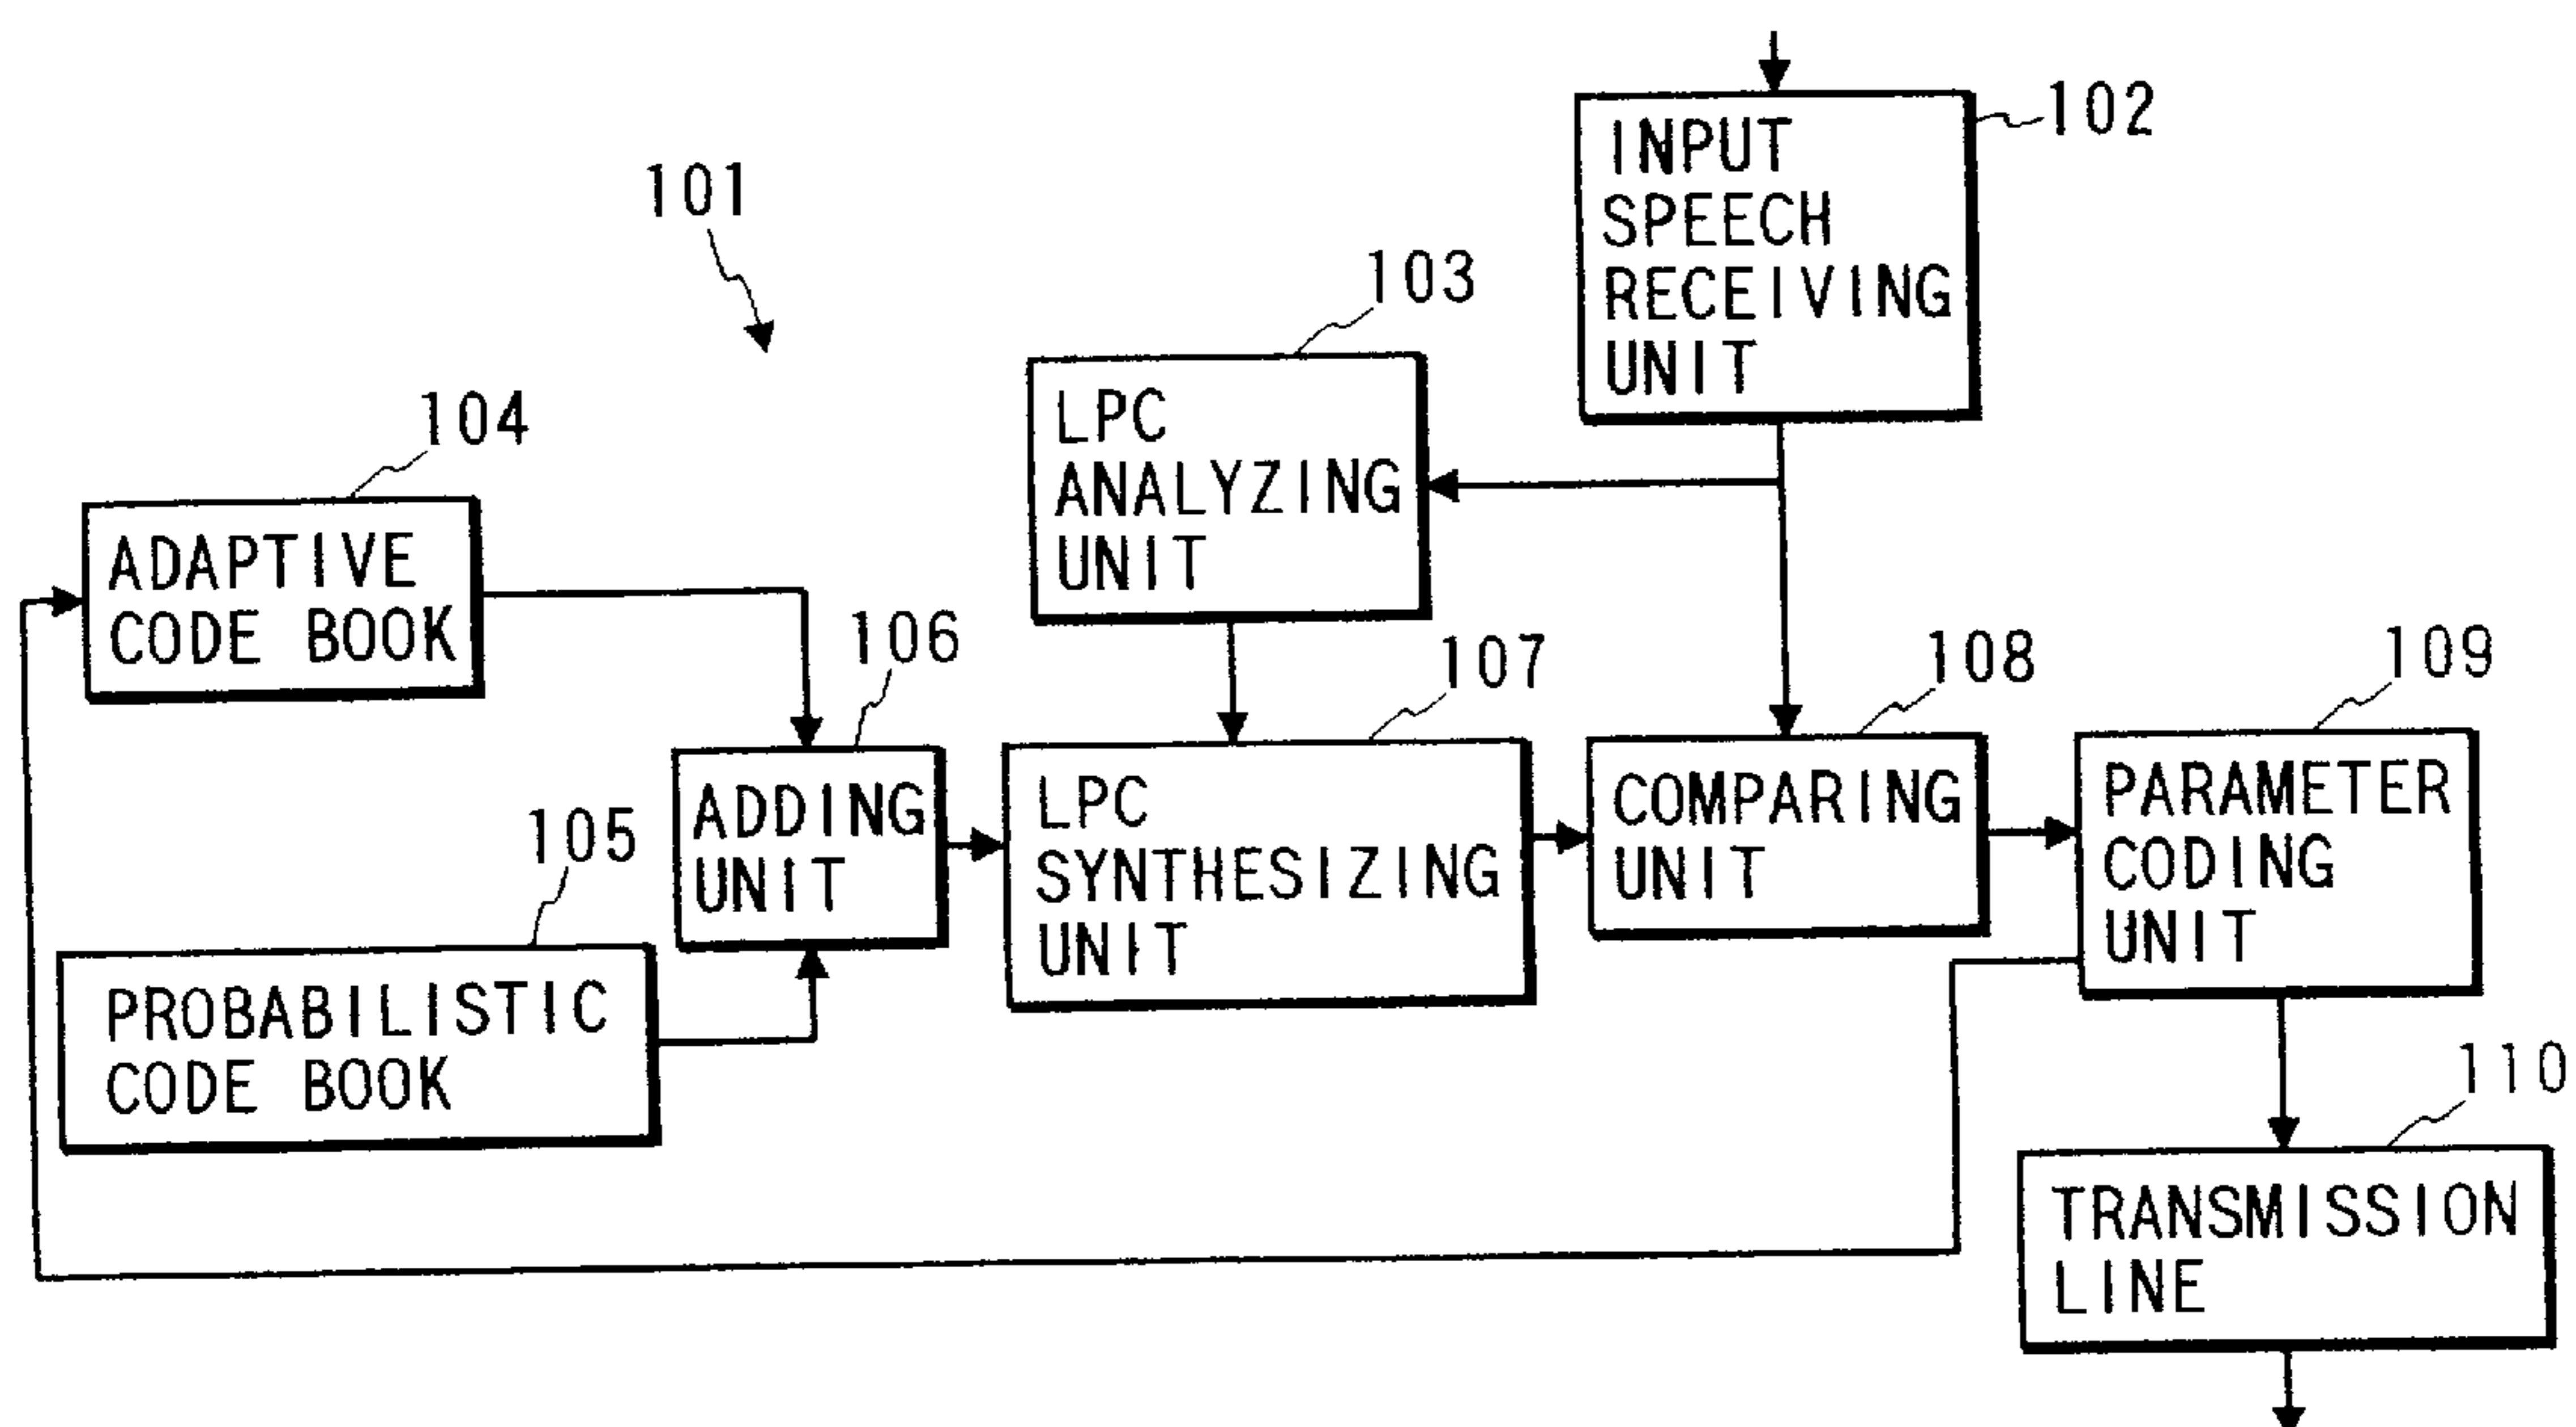 102
INPUT
SPEECH
RECEIVING
UNIT
101
103
LPC
ANALYZING
UNIT
104
ADAPTIVE
CODE BOOK
106
ADDING
UNIT
105
PROBABILISTIC
CODE BOOK
107
LPC
SYNTHESIZING
UNIT
108
COMPARING
UNIT
109
PARAMETER
CODING
UNIT
110
TRANSMISSION
LINE